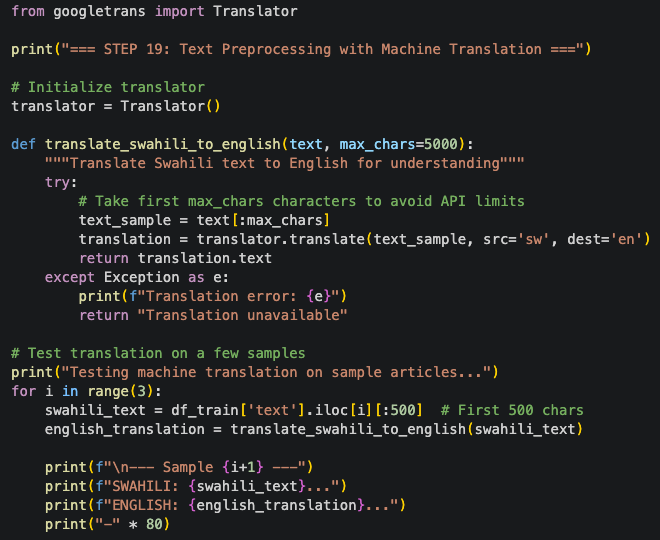 from googletrans import Translator
print("=== STEP 19: Text Preprocessing with Machine Translation ===")
# Initialize translator
translator = Translator()
def translate_swahili_to_english(text, max_chars=5000):
    """Translate Swahili text to English for understanding"""
    try:
        # Take first max_chars characters to avoid API limits
        text_sample = text[:max_chars]
        translation = translator.translate(text_sample, src='sw', dest='en')
        return translation.text
    except Exception as e:
        print(f"Translation error: {e}")
        return "Translation unavailable"
# Test translation on a few samples
print("Testing machine translation on sample articles...")
for i in range(3):
    swahili_text = df_train['text'].iloc[i][:500]  # First 500 chars
    english_translation = translate_swahili_to_english(swahili_text)
    print(f"\n--- Sample {i+1} ---")
    print(f"SWAHILI: {swahili_text}...")
    print(f"ENGLISH: {english_translation}...")
    print("-" * 80)